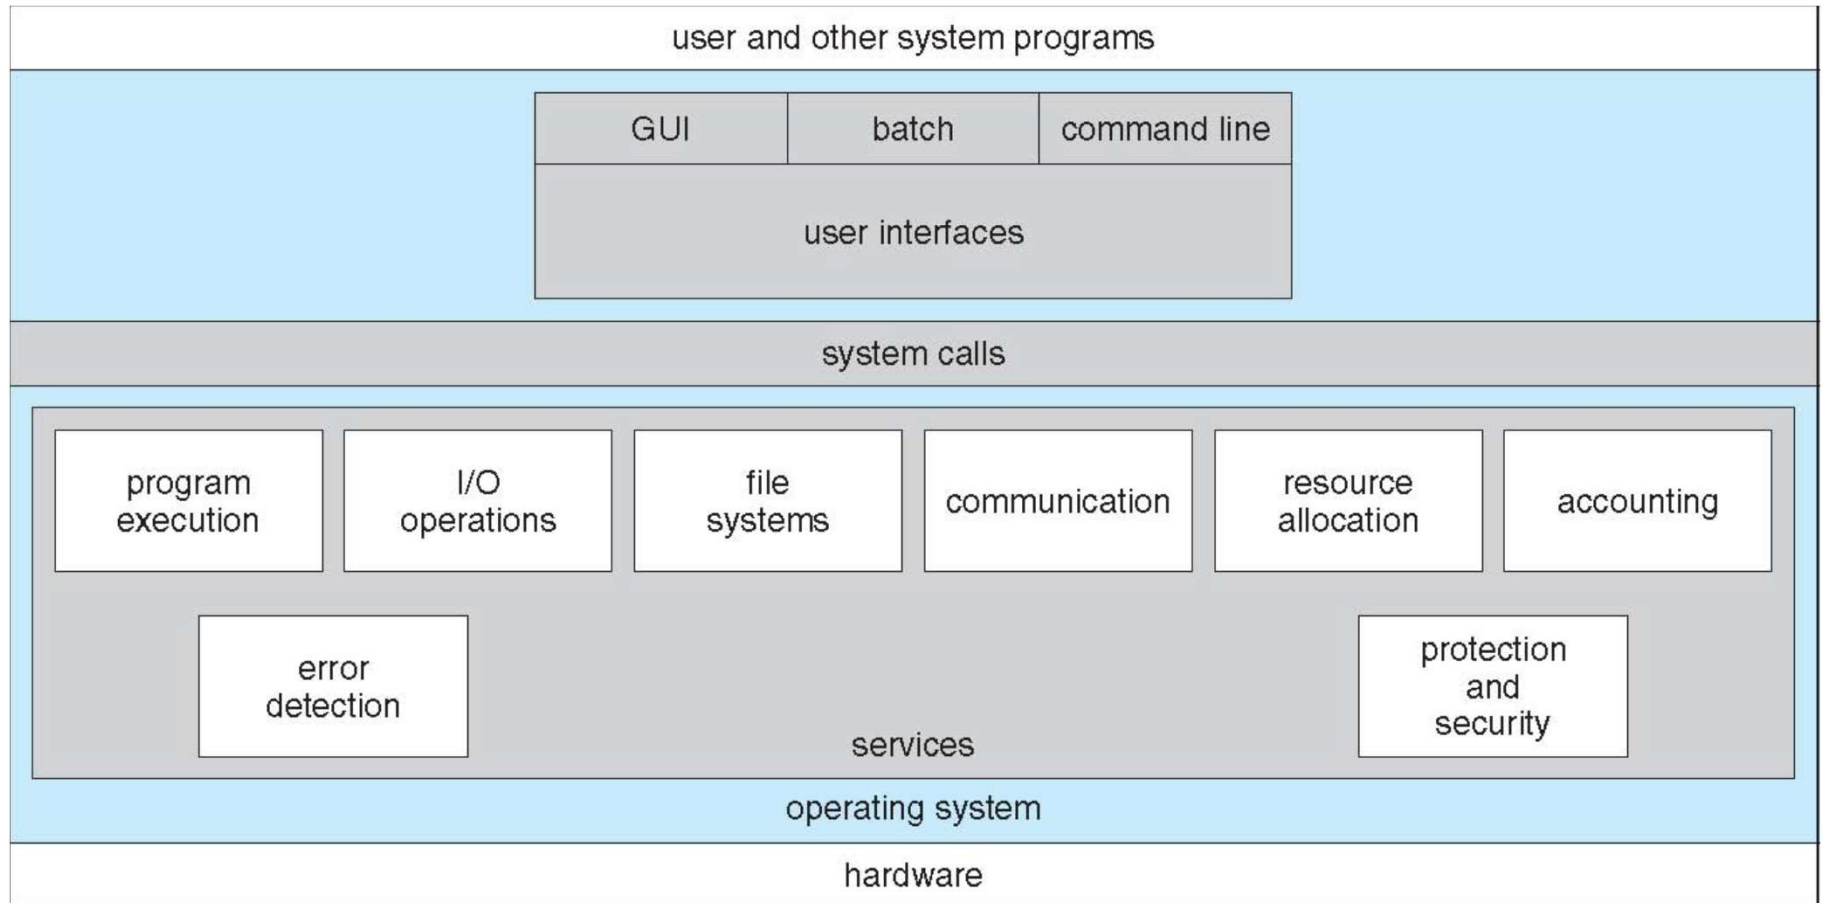 user and other system programs
GUI
batch
command line
user interfaces
system calls
program
execution
I/O
operations
file
systems
communication
resource
allocation
accounting
error
detection
protection
and
security
services
operating system
hardware